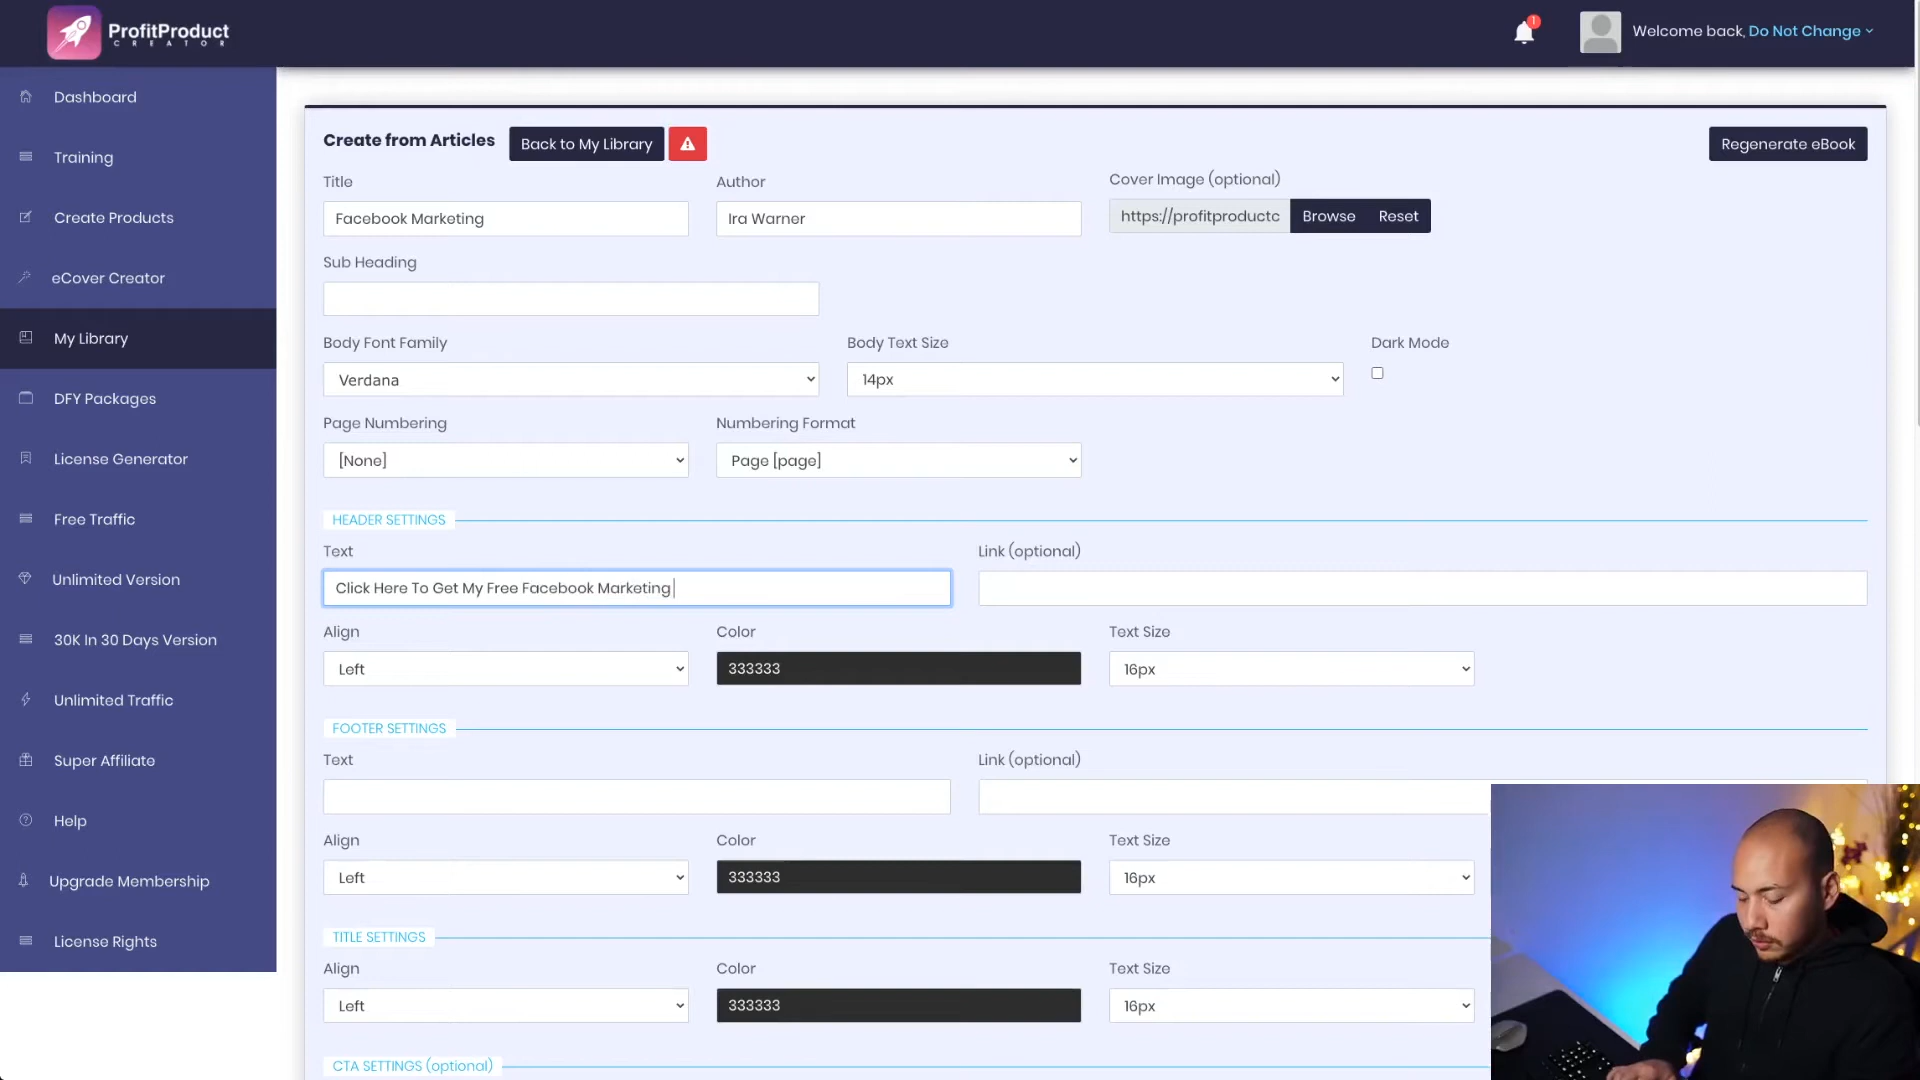 ProfitProduct
CREATOR
1
Welcome back, Do Not Change
Dashboard
Training
Create Products
eCover Creator
My Library
DFY Packages
License Generator
Free Traffic
Unlimited Version
30K In 30 Days Version
Unlimited Traffic
Super Affiliate
Help
Upgrade Membership
License Rights
Create from Articles
Back to My Library
Regenerate eBook
Title
Author
Cover Image (optional)
Facebook Marketing
Ira Warner
https://profitproductc
Browse
Reset
Sub Heading
Body Font Family
Body Text Size
Dark Mode
Verdana
14px
Page Numbering
Numbering Format
[None]
Page [page]
HEADER SETTINGS
Text
Link (optional)
Click Here To Get My Free Facebook Marketing
Align
Color
Text Size
Left
333333
16px
FOOTER SETTINGS
Text
Link (optional)
Align
Color
Text Size
Left
333333
16px
TITLE SETTINGS
Align
Color
Text Size
Left
333333
16px
CTA SETTINGS (optional)